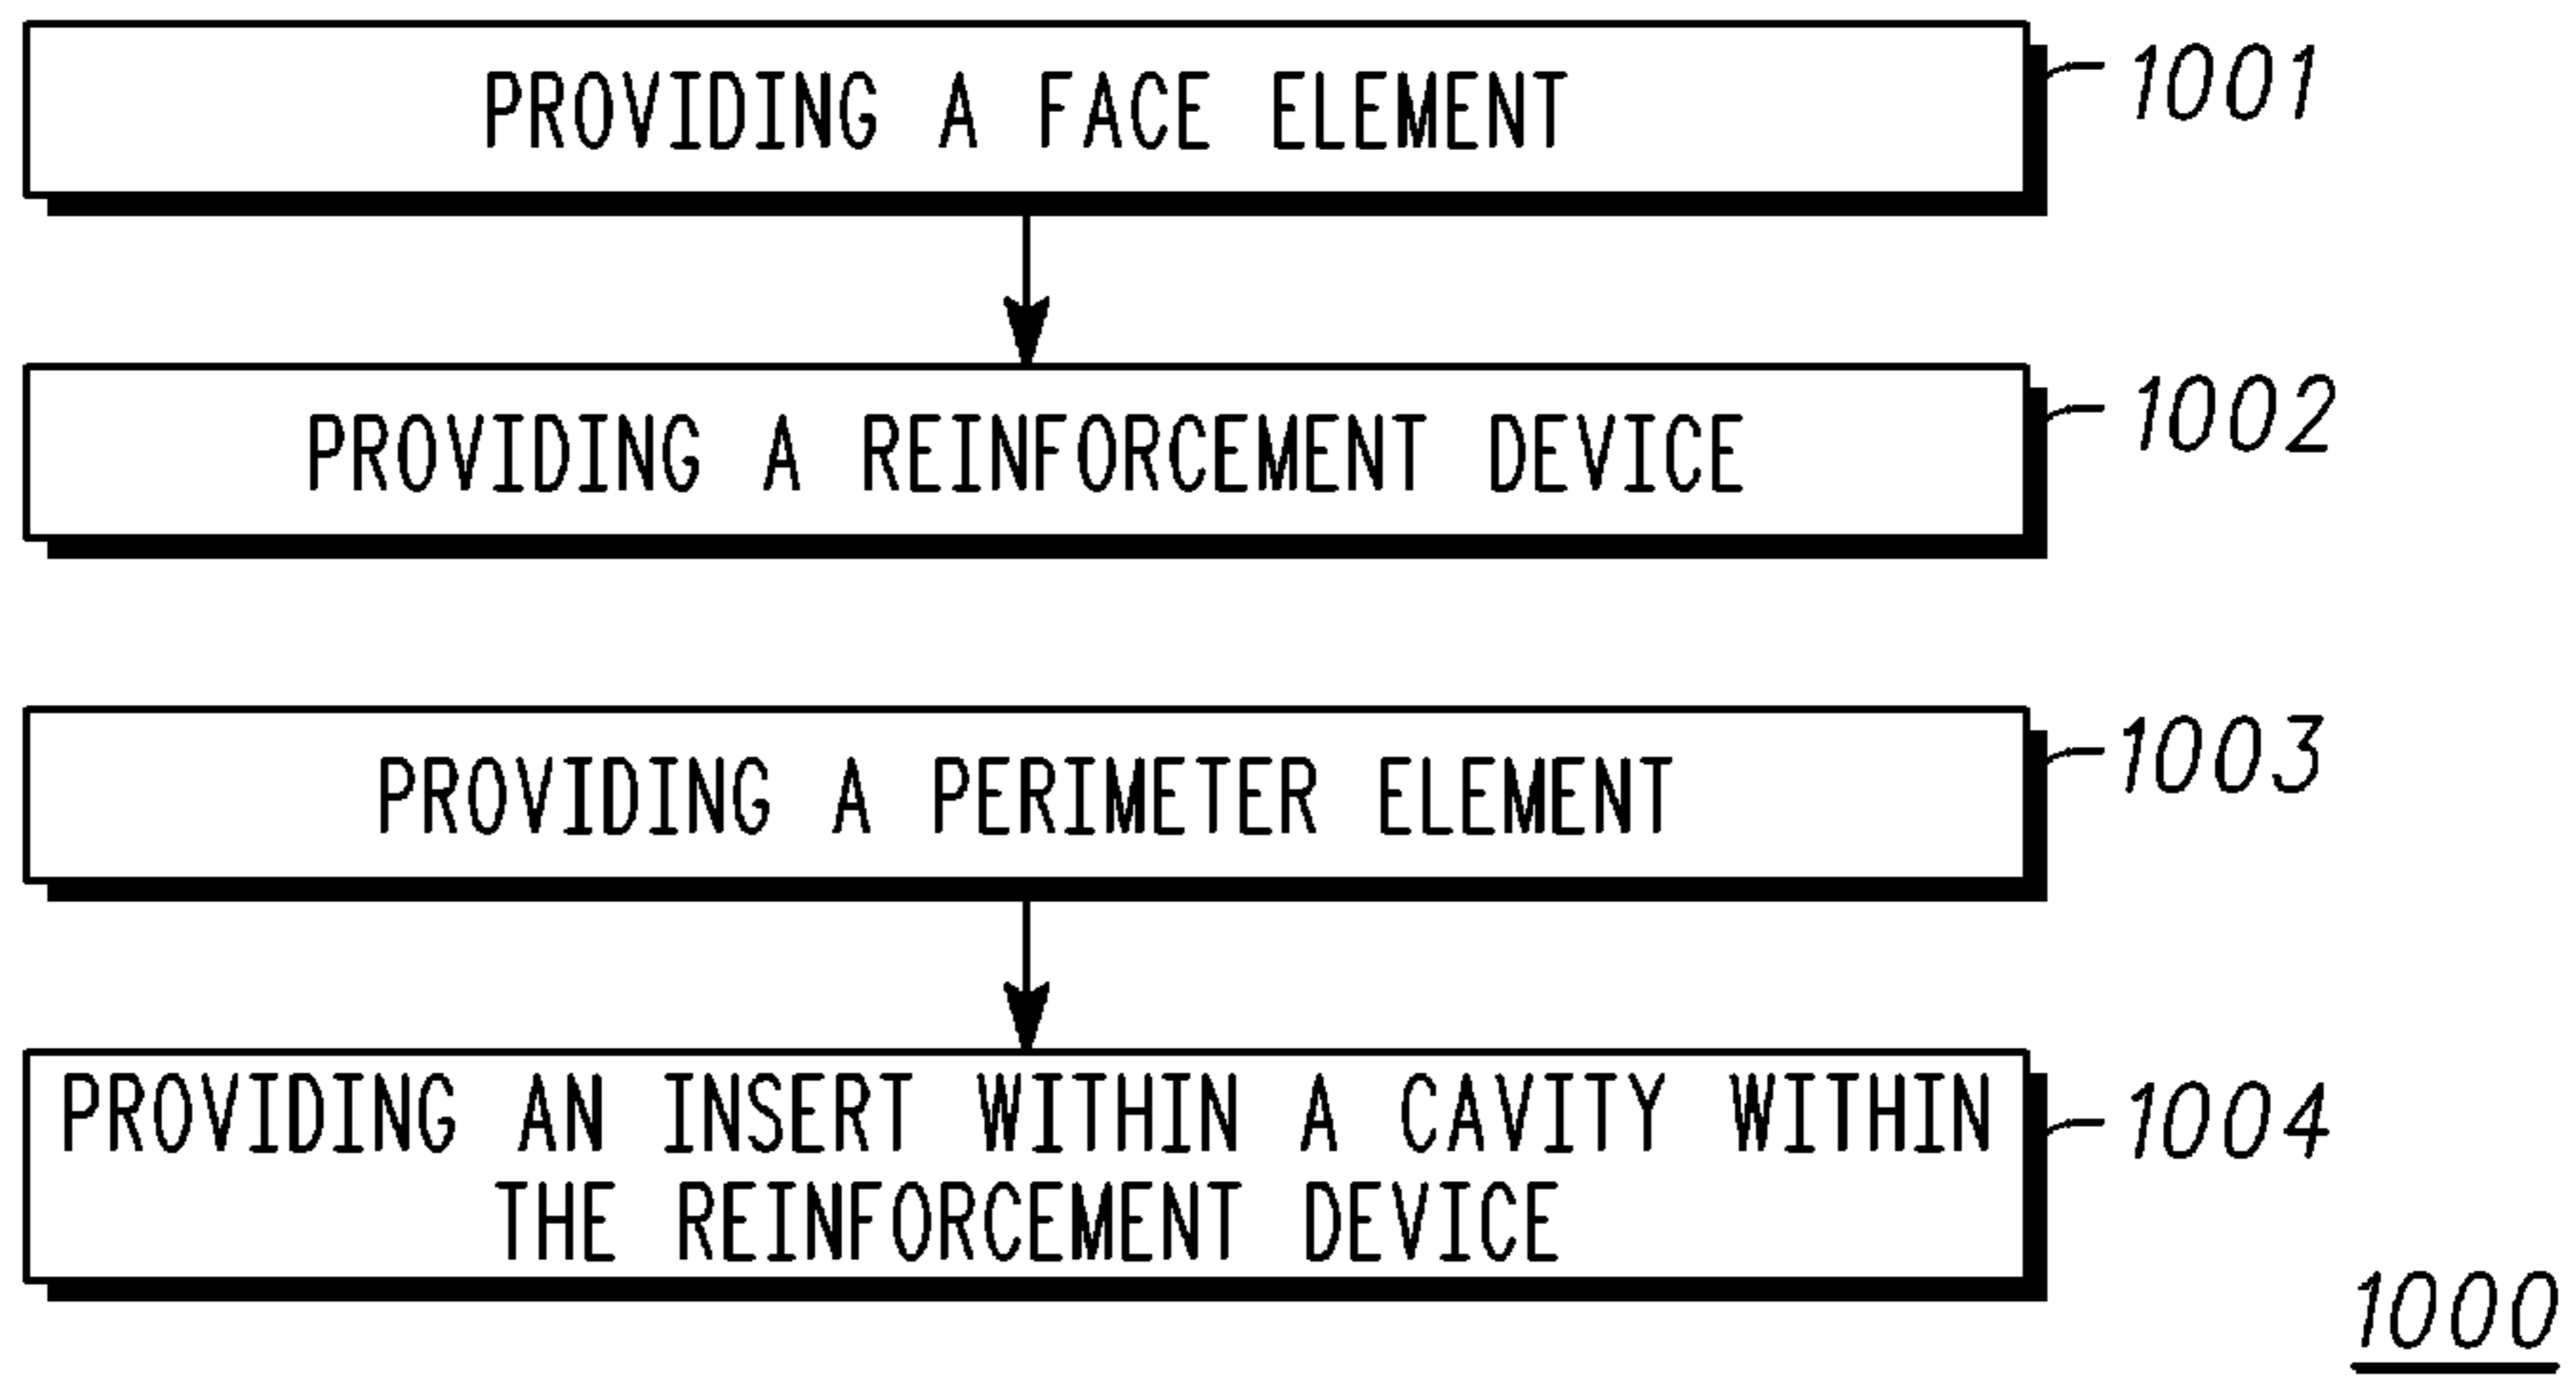 PROVIDING A FACE ELEMENT
1001
PROVIDING A REINFORCEMENT DEVICE
1002
PROVIDING A PERIMETER ELEMENT
1003
PROVIDING AN INSERT WITHIN A CAVITY WITHIN
THE REINFORCEMENT DEVICE
1004
1000